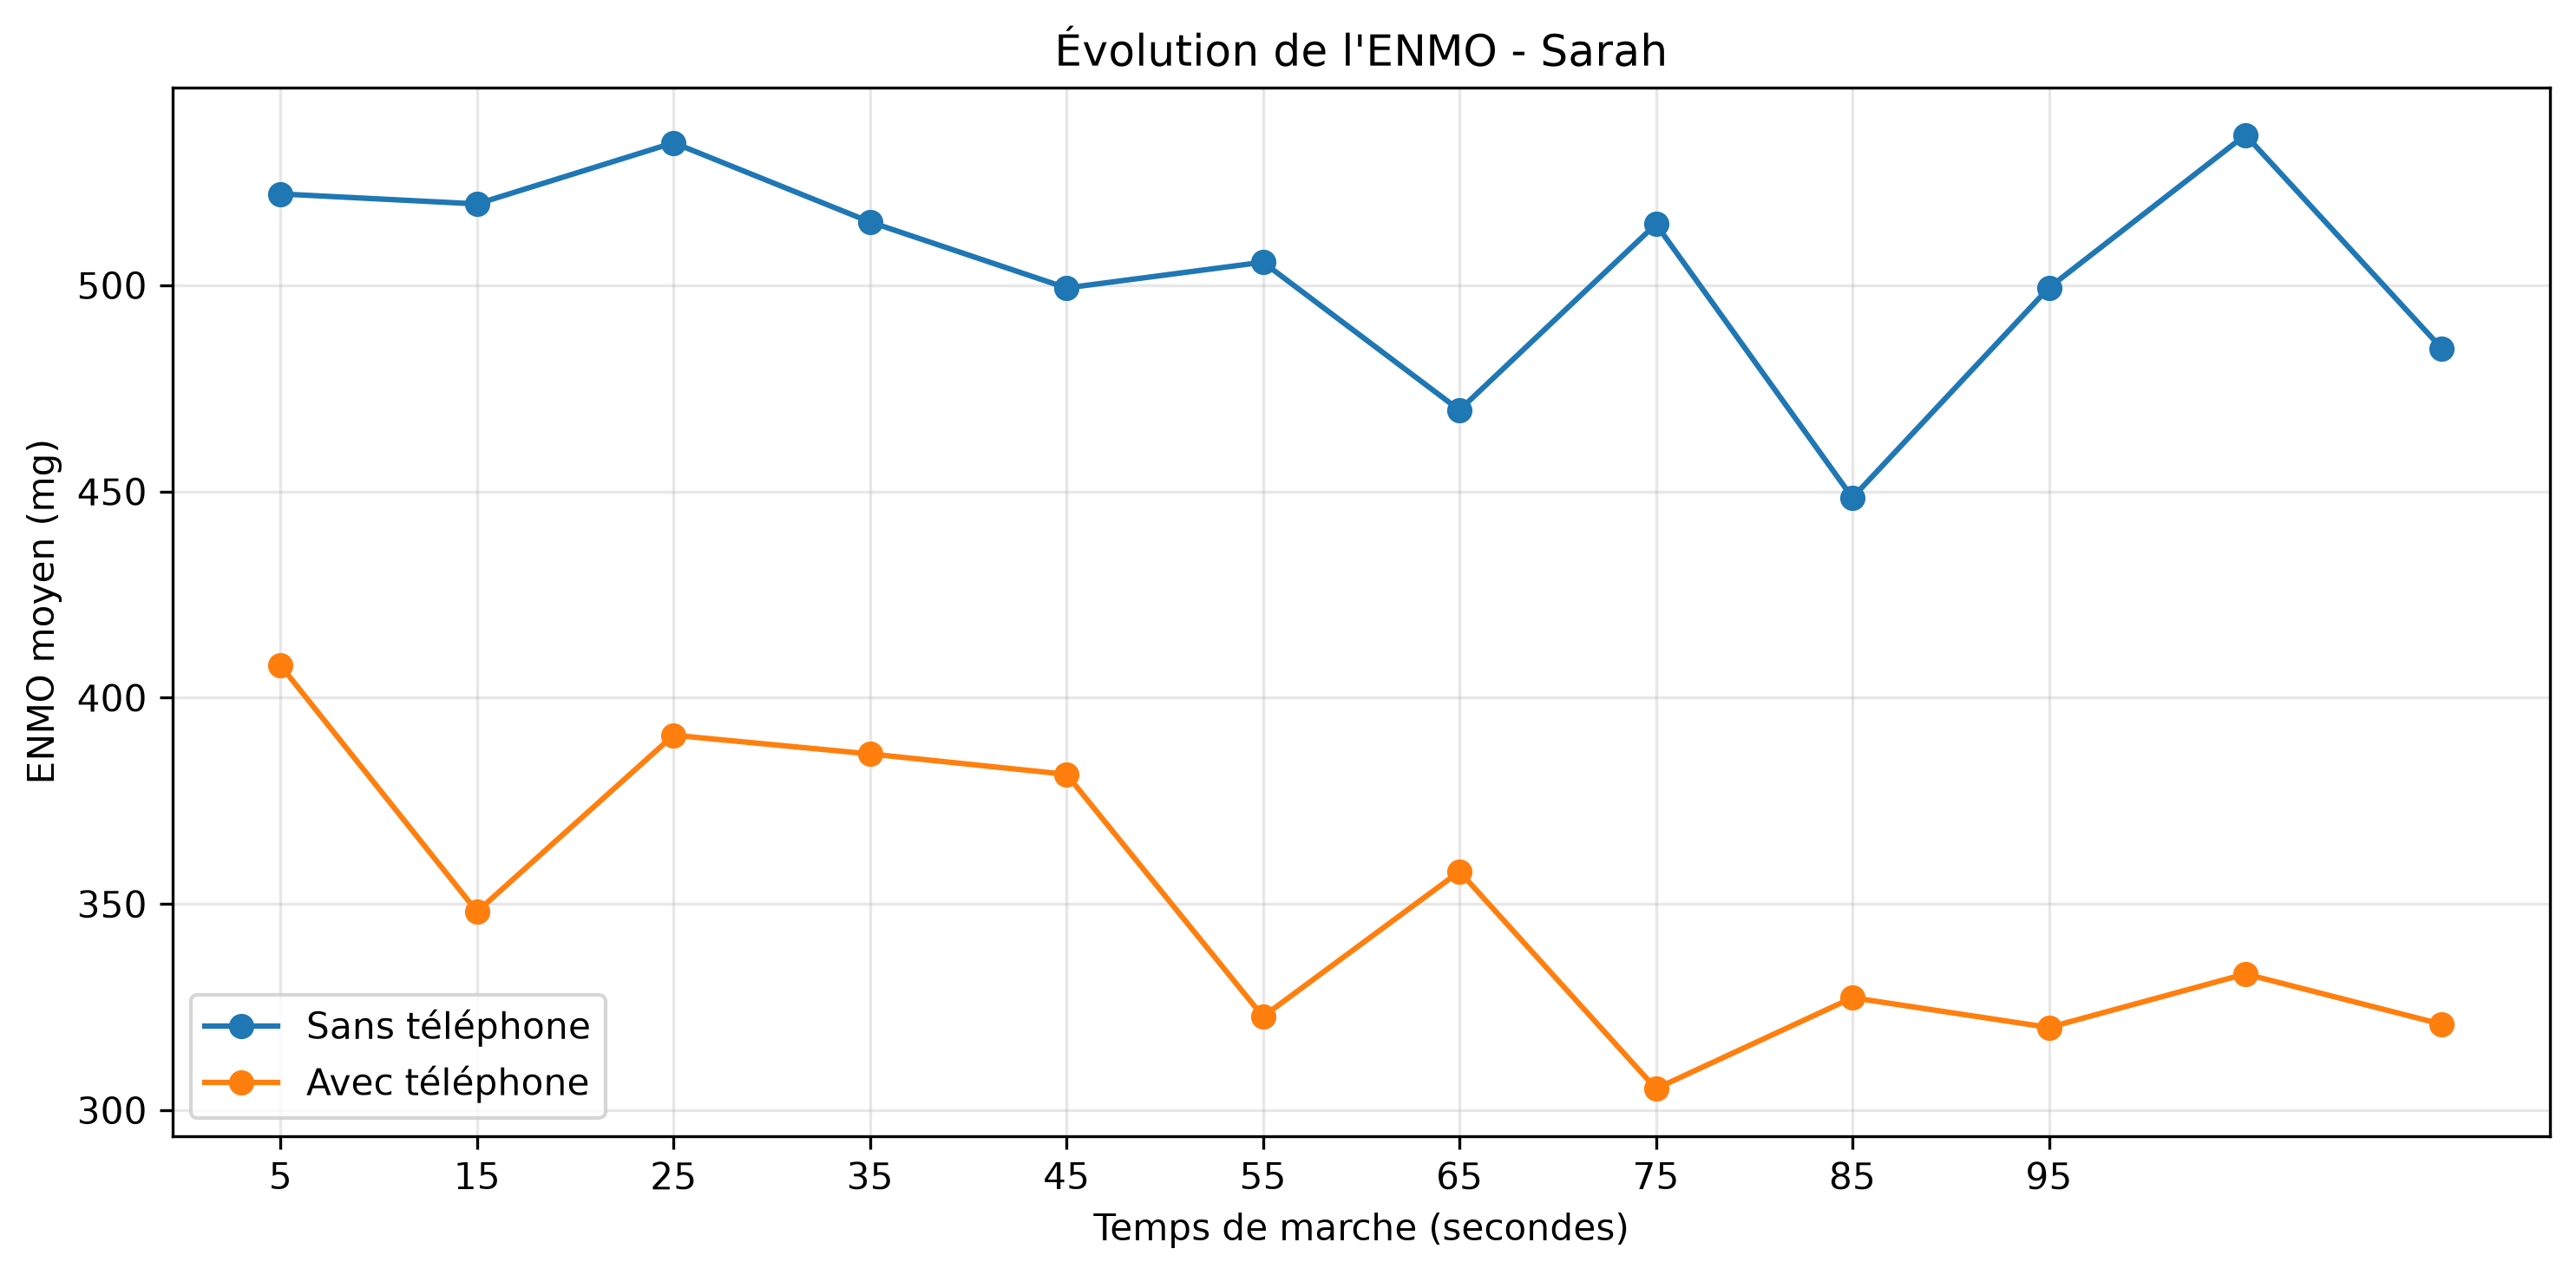 Évolution de l'ENMO - Sarah
ENMO moyen (mg)
500
450
400
350
300
Sans téléphone
Avec téléphone
5 15 25 35 45 55 65 75 85 95
Temps de marche (secondes)